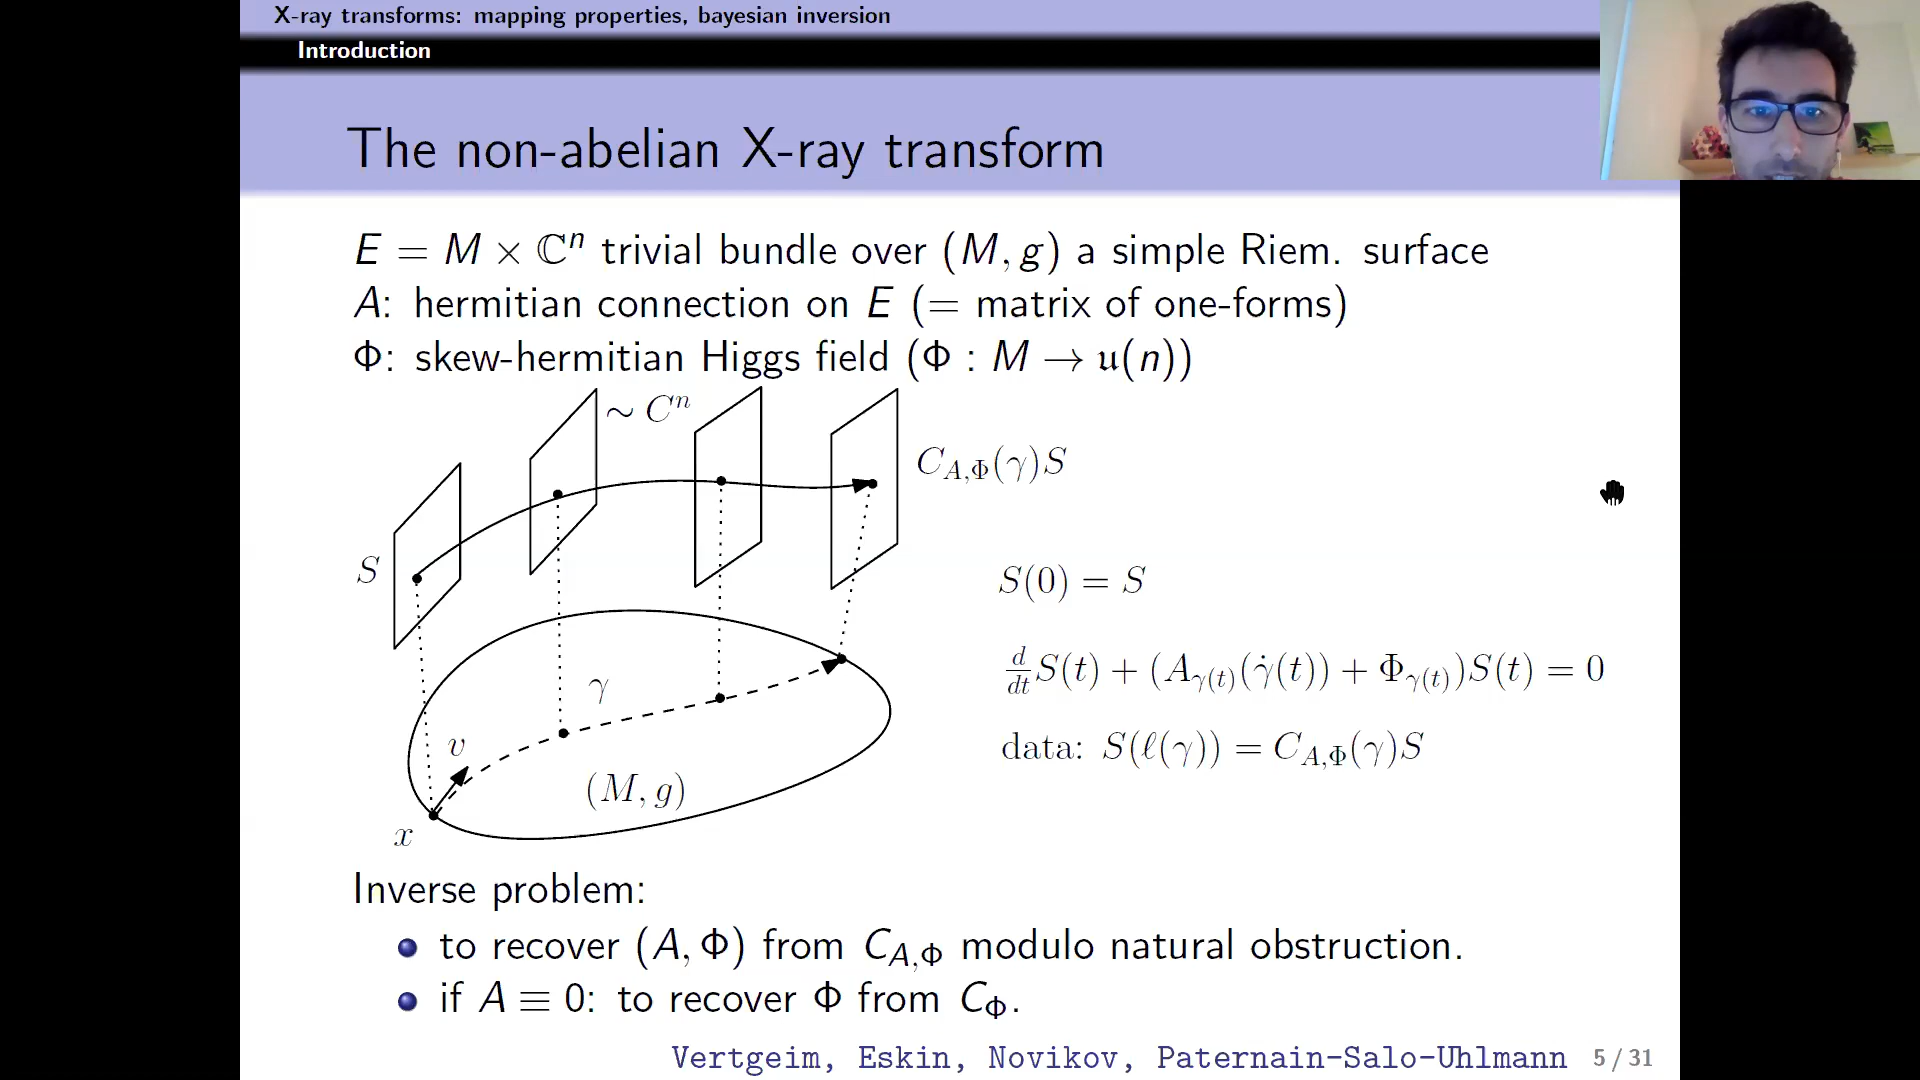 X-ray transforms: mapping properties, bayesian inversion
Introduction
The non-abelian X-ray transform
E = M × ℂⁿ trivial bundle over (M, g) a simple Riem. surface
A: hermitian connection on E (= matrix of one-forms)
Φ: skew-hermitian Higgs field (Φ : M → 𝔲(n))
∼ Cⁿ
C_{A,Φ}(γ)S
S
S(0) = S
d/dt S(t) + (A_{γ(t)}(γ̇(t)) + Φ_{γ(t)})S(t) = 0
γ
v
data: S(ℓ(γ)) = C_{A,Φ}(γ)S
(M, g)
x
Inverse problem:
to recover (A, Φ) from C_{A,Φ} modulo natural obstruction.
if A ≡ 0: to recover Φ from C_Φ.
Vertgeim, Eskin, Novikov, Paternain-Salo-Uhlmann 5 / 31